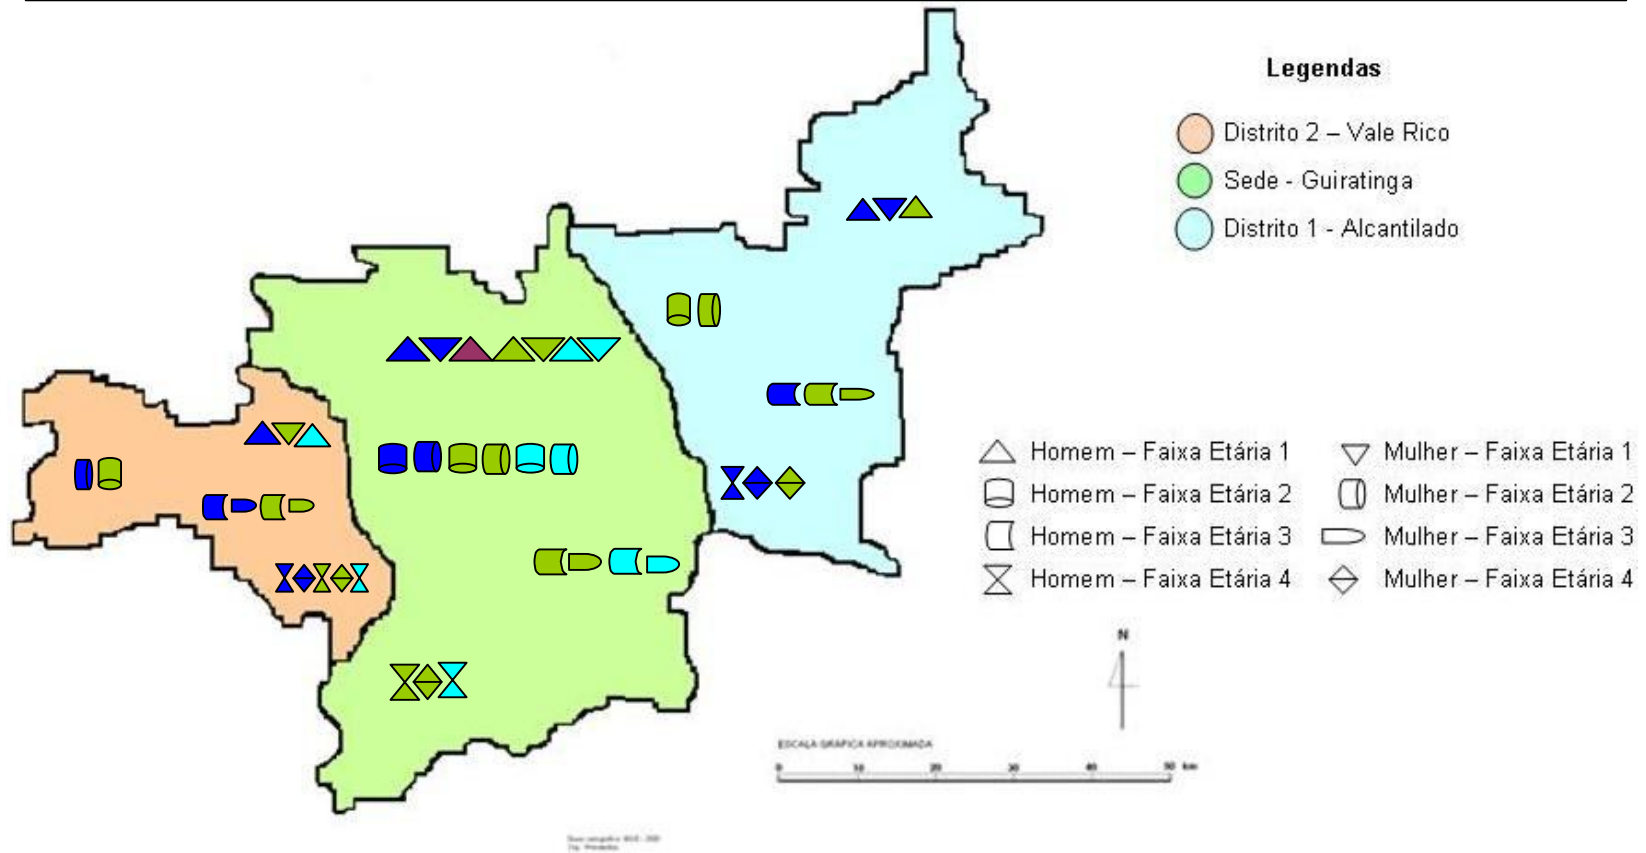 Legendas
Distrito 2 – Vale Rico
Sede - Guiratinga
Distrito 1 - Alcantilado
Homem – Faixa Etária 1
Mulher – Faixa Etária 1
Homem – Faixa Etária 2
Mulher – Faixa Etária 2
Homem – Faixa Etária 3
Mulher – Faixa Etária 3
Homem – Faixa Etária 4
Mulher – Faixa Etária 4
N
ESCALA GRÁFICA APROXIMADA
0 10 20 30 40 50 km